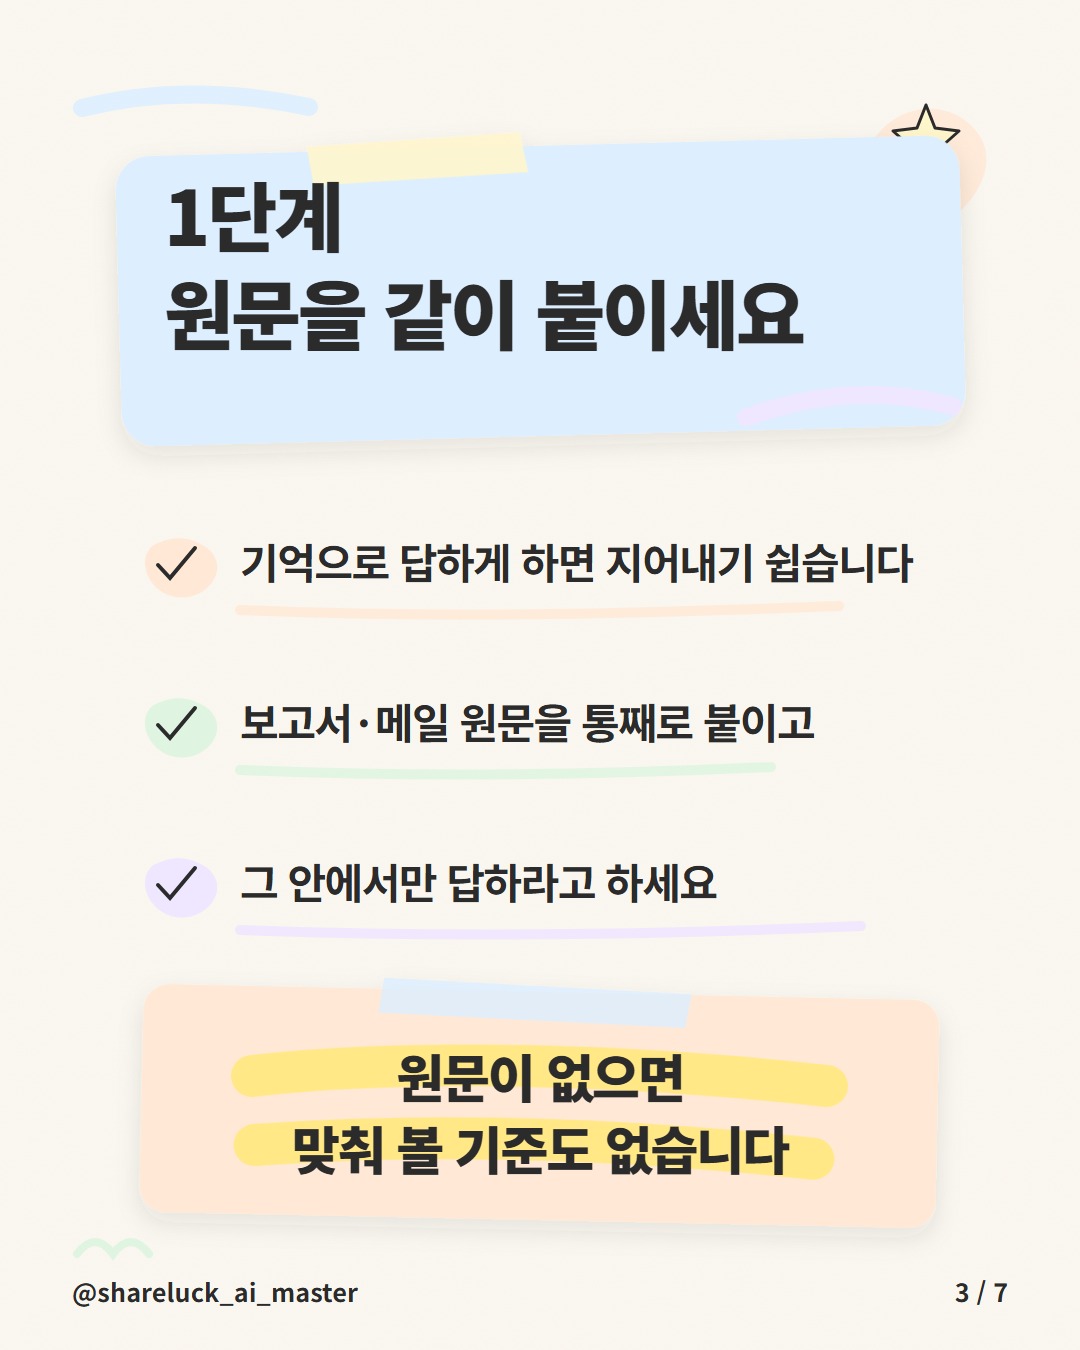 1단계
원문을 같이 붙이세요
기억으로 답하게 하면 지어내기 쉽습니다
보고서·메일 원문을 통째로 붙이고
그 안에서만 답하라고 하세요
원문이 없으면
맞춰 볼 기준도 없습니다
@shareluck_ai_master
3 / 7